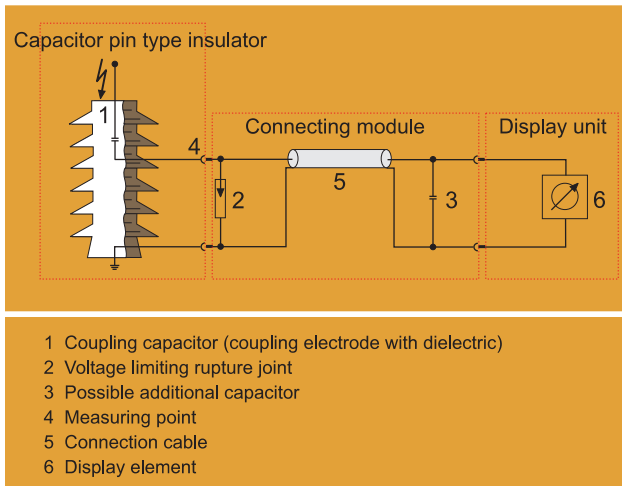 Capacitor pin type insulator
1
4
Connecting module
Display unit
2
5
3
6
1 Coupling capacitor (coupling electrode with dielectric)
2 Voltage limiting rupture joint
3 Possible additional capacitor
4 Measuring point
5 Connection cable
6 Display element